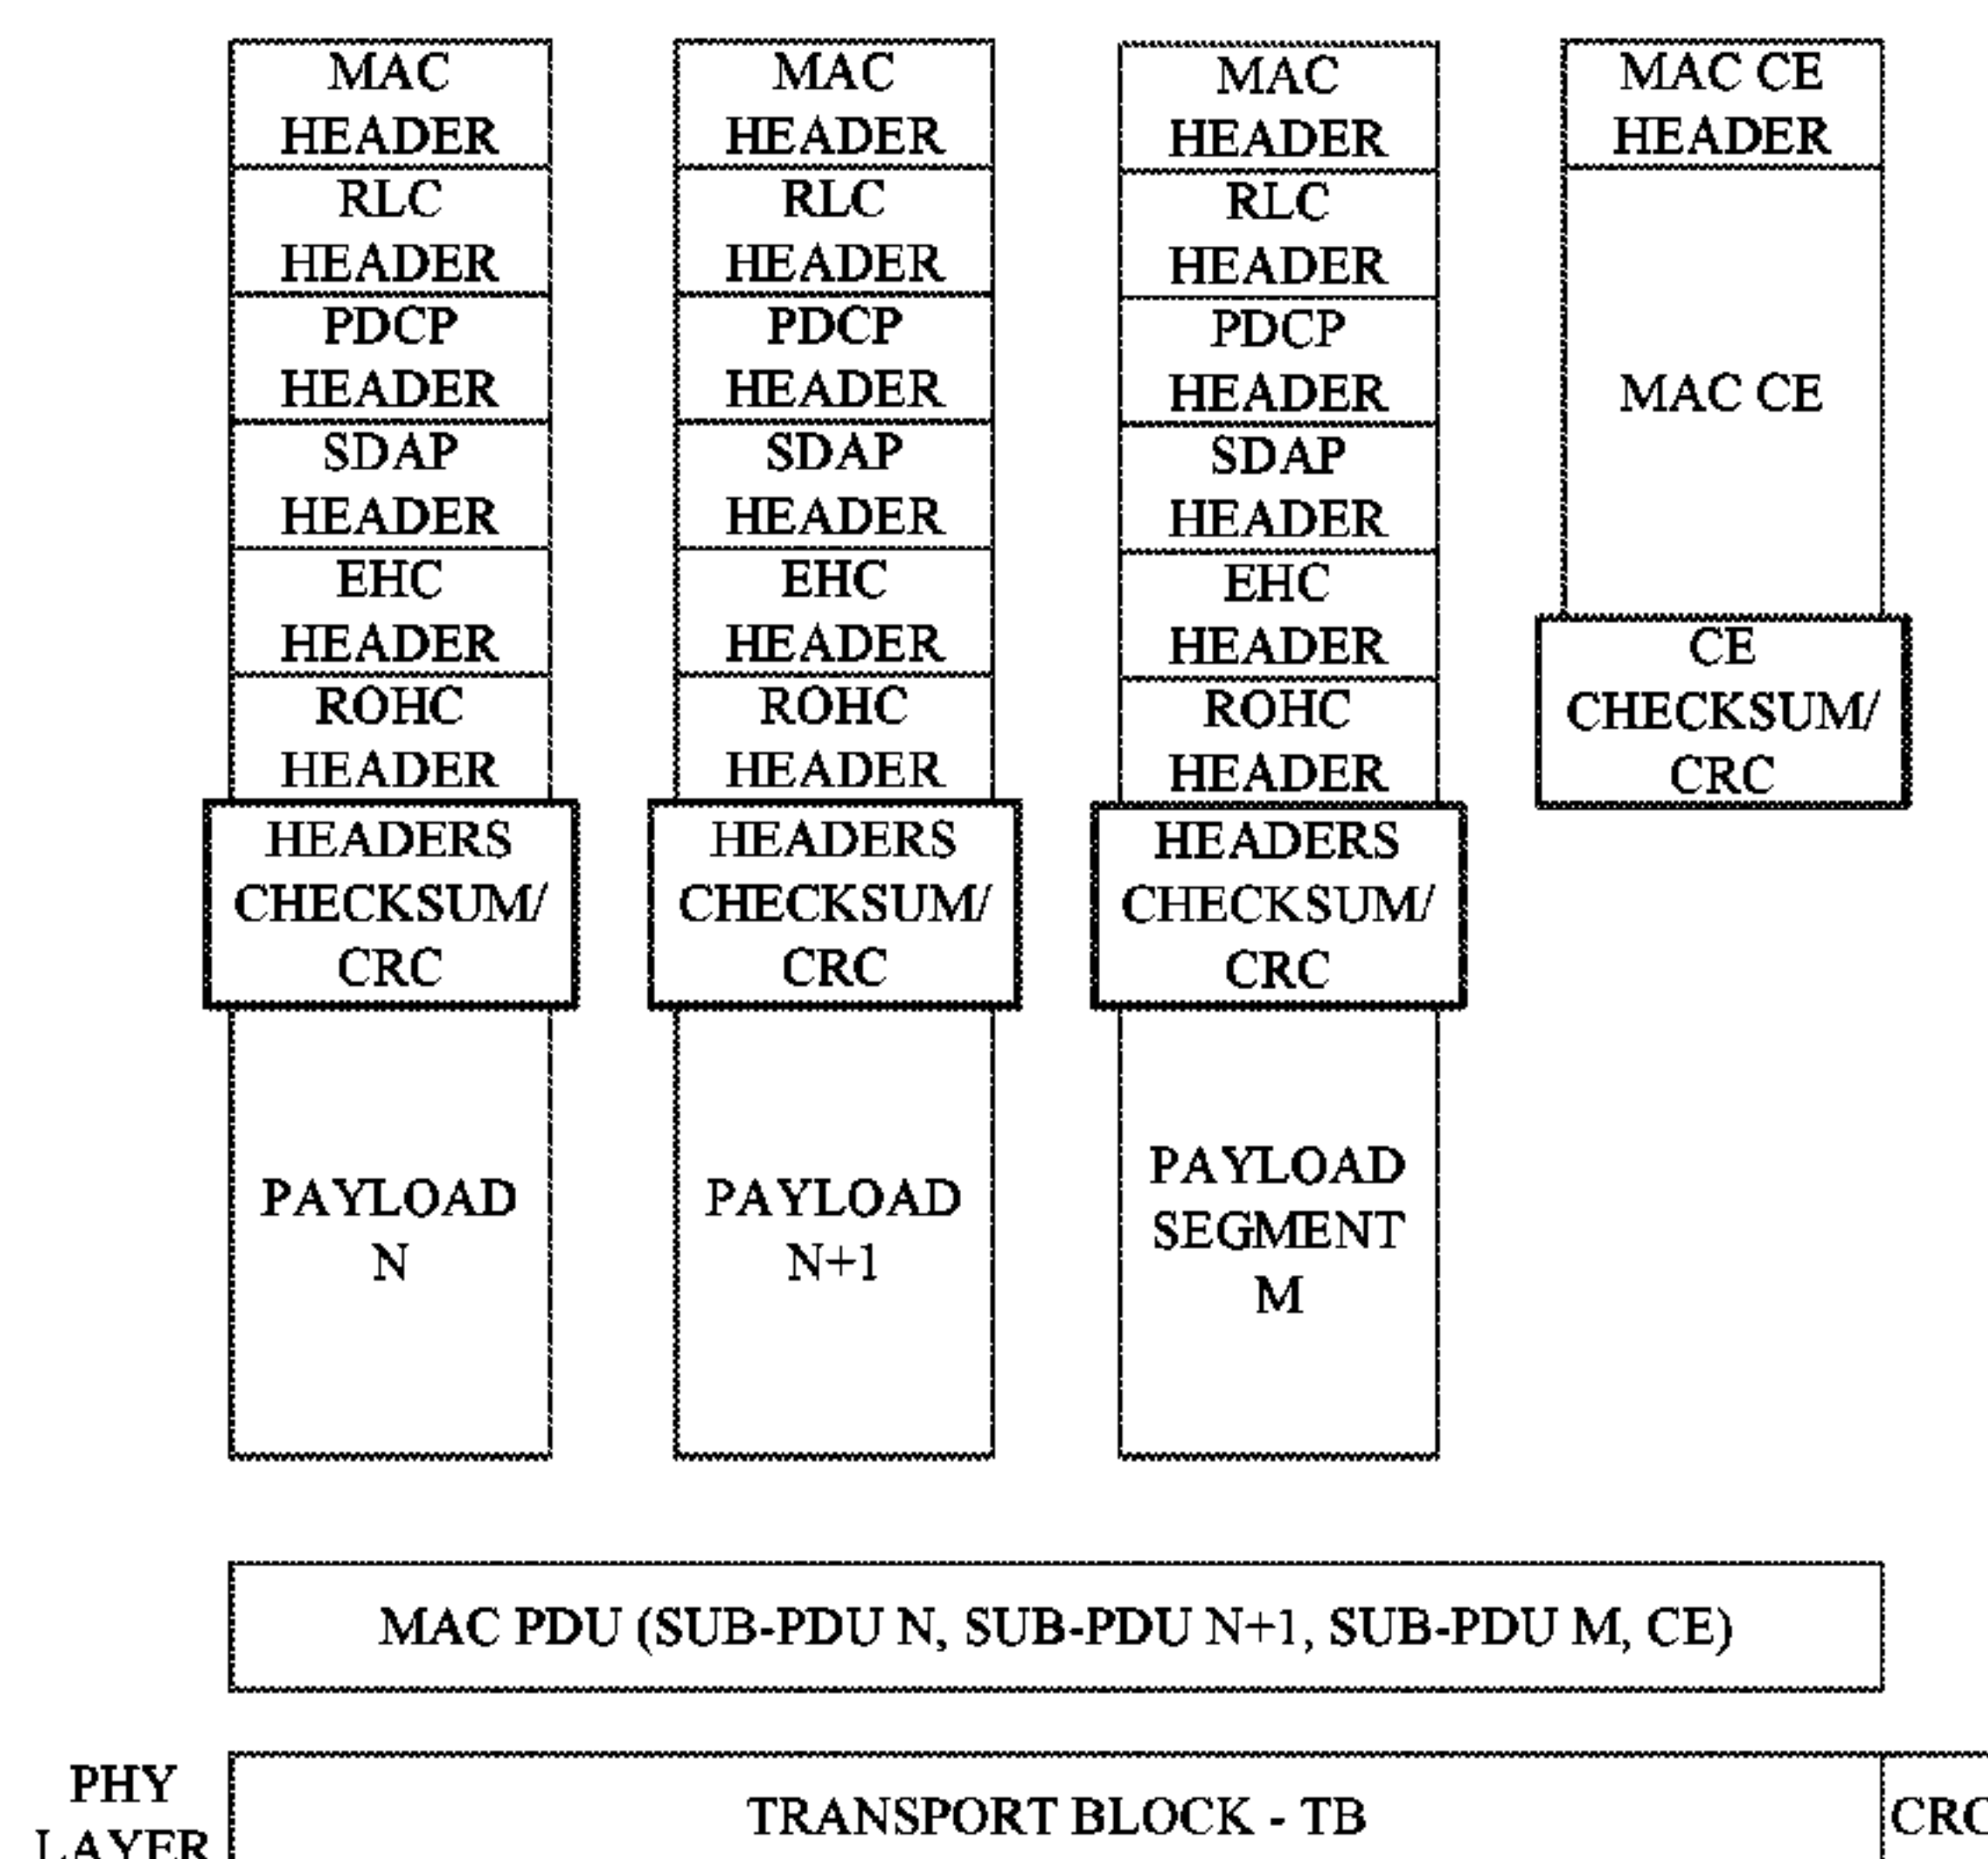 MAC
HEADER
RLC
HEADER
PDCP
HEADER
SDAP
HEADER
EHC
HEADER
ROHC
HEADER
HEADERS
CHECKSUM/
CRC
PAYLOAD
N
MAC
HEADER
RLC
HEADER
PDCP
HEADER
SDAP
HEADER
EHC
HEADER
ROHC
HEADER
HEADERS
CHECKSUM/
CRC
PAYLOAD
N+1
MAC
HEADER
RLC
HEADER
PDCP
HEADER
SDAP
HEADER
EHC
HEADER
ROHC
HEADER
HEADERS
CHECKSUM/
CRC
PAYLOAD
SEGMENT
M
MAC CE
HEADER
MAC CE
CE
CHECKSUM/
CRC
MAC PDU (SUB-PDU N, SUB-PDU N+1, SUB-PDU M, CE)
PHY
LAYER
TRANSPORT BLOCK - TB
CRC